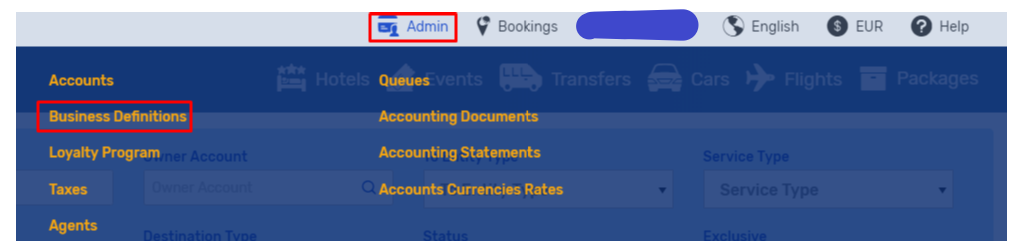 Admin Bookings English $ EUR ? Help
Accounts Hotels Queues Events Transfers Cars Flights Packages
Business Definitions Accounting Documents
Loyalty Program Owner Account Accounting Statements Type Service Type
Taxes Owner Account Accounts Currencies Rates Service Type
Agents Destination Type Status Exclusive